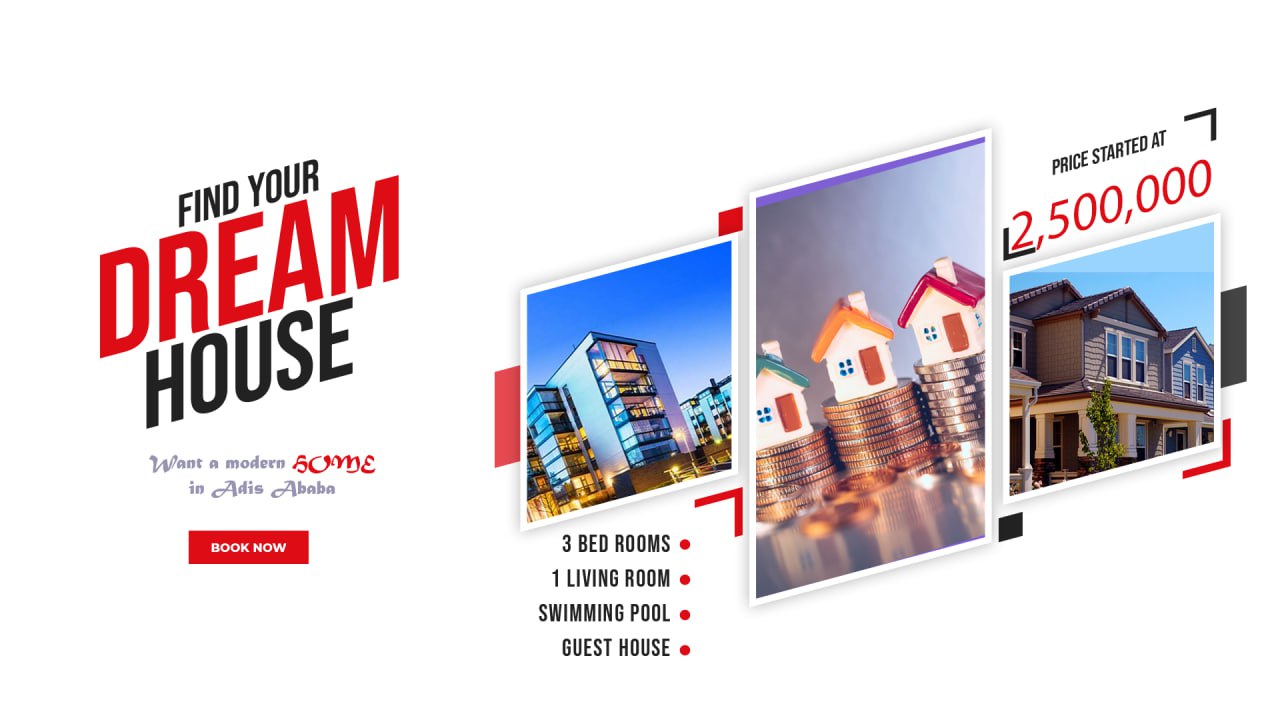 FIND YOUR
DREAM
HOUSE
Want a modern HOME
in Adis Ababa
BOOK NOW
PRICE STARTED AT
2,500,000
3 BED ROOMS
1 LIVING ROOM
SWIMMING POOL
GUEST HOUSE